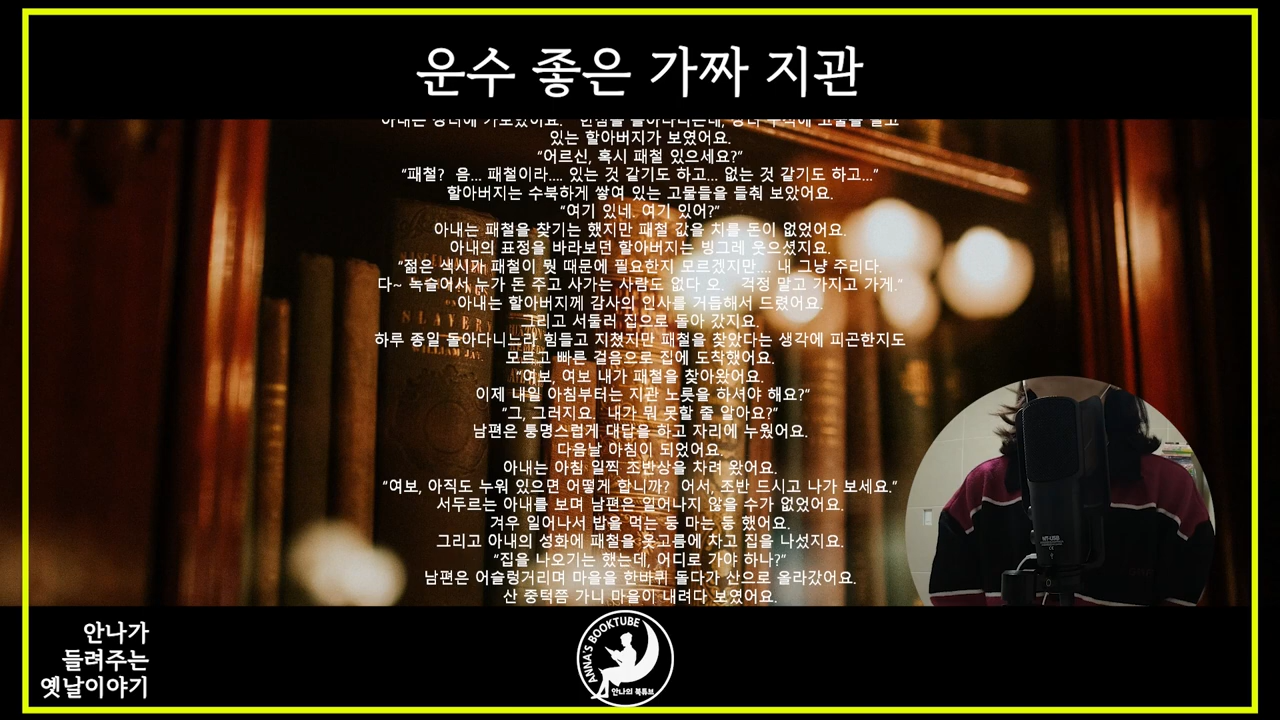 운수 좋은 가짜 지관
있는 할아버지가 보였어요.
“어르신, 혹시 패철 있으세요?”
“패철? 음... 패철이라.... 있는 것 같기도 하고... 없는 것 같기도 하고...”
할아버지는 수북하게 쌓여 있는 고물들을 들춰 보았어요.
“여기 있네. 여기 있어?”
아내는 패철을 찾기는 했지만 패철 값을 치를 돈이 없었어요.
아내의 표정을 바라보던 할아버지는 빙그레 웃으셨지요.
“젊은 색시가 패철이 뭣 때문에 필요한지 모르겠지만.... 내 그냥 주리다.
다~ 녹슬어서 누가 돈 주고 사가는 사람도 없다 오. 걱정 말고 가지고 가게.”
아내는 할아버지께 감사의 인사를 거듭해서 드렸어요.
그리고 서둘러 집으로 돌아 갔지요.
하루 종일 돌아다니느라 힘들고 지쳤지만 패철을 찾았다는 생각에 피곤한지도
모르고 빠른 걸음으로 집에 도착했어요.
“여보, 여보 내가 패철을 찾아왔어요.
이제 내일 아침부터는 지관 노릇을 하셔야 해요?”
“그, 그러지요. 내가 뭐 못할 줄 알아요?”
남편은 퉁명스럽게 대답을 하고 자리에 누웠어요.
다음날 아침이 되었어요.
아내는 아침 일찍 조반상을 차려 왔어요.
“여보, 아직도 누워 있으면 어떻게 합니까? 어서, 조반 드시고 나가 보세요.”
서두르는 아내를 보며 남편은 일어나지 않을 수가 없었어요.
겨우 일어나서 밥을 먹는 둥 마는 둥 했어요.
그리고 아내의 성화에 패철을 옷고름에 차고 집을 나섰지요.
“집을 나오기는 했는데, 어디로 가야 하나?”
남편은 어슬렁거리며 마을을 한바퀴 돌다가 산으로 올라갔어요.
산 중턱쯤 가니 마을이 내려다 보였어요.
SLAVERY
WILLIAM JAY.
NT-USB
안나가
들려주는
옛날이야기
ANNA'S BOOKTUBE
안나의 북튜브